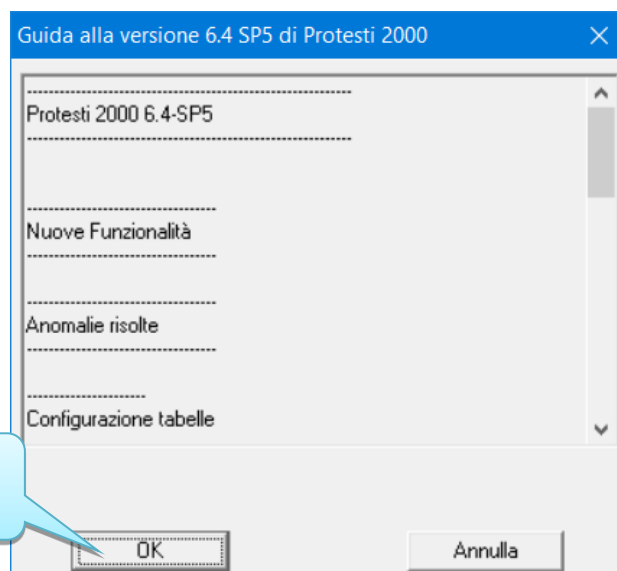 Guida alla versione 6.4 SP5 di Protesti 2000
------------------------------------------------------------
Protesti 2000 6.4-SP5
------------------------------------------------------------
-----------------------------------
Nuove Funzionalità
-----------------------------------
-----------------------------------
Anomalie risolte
-----------------------------------
----------------------
Configurazione tabelle
OK
Annulla